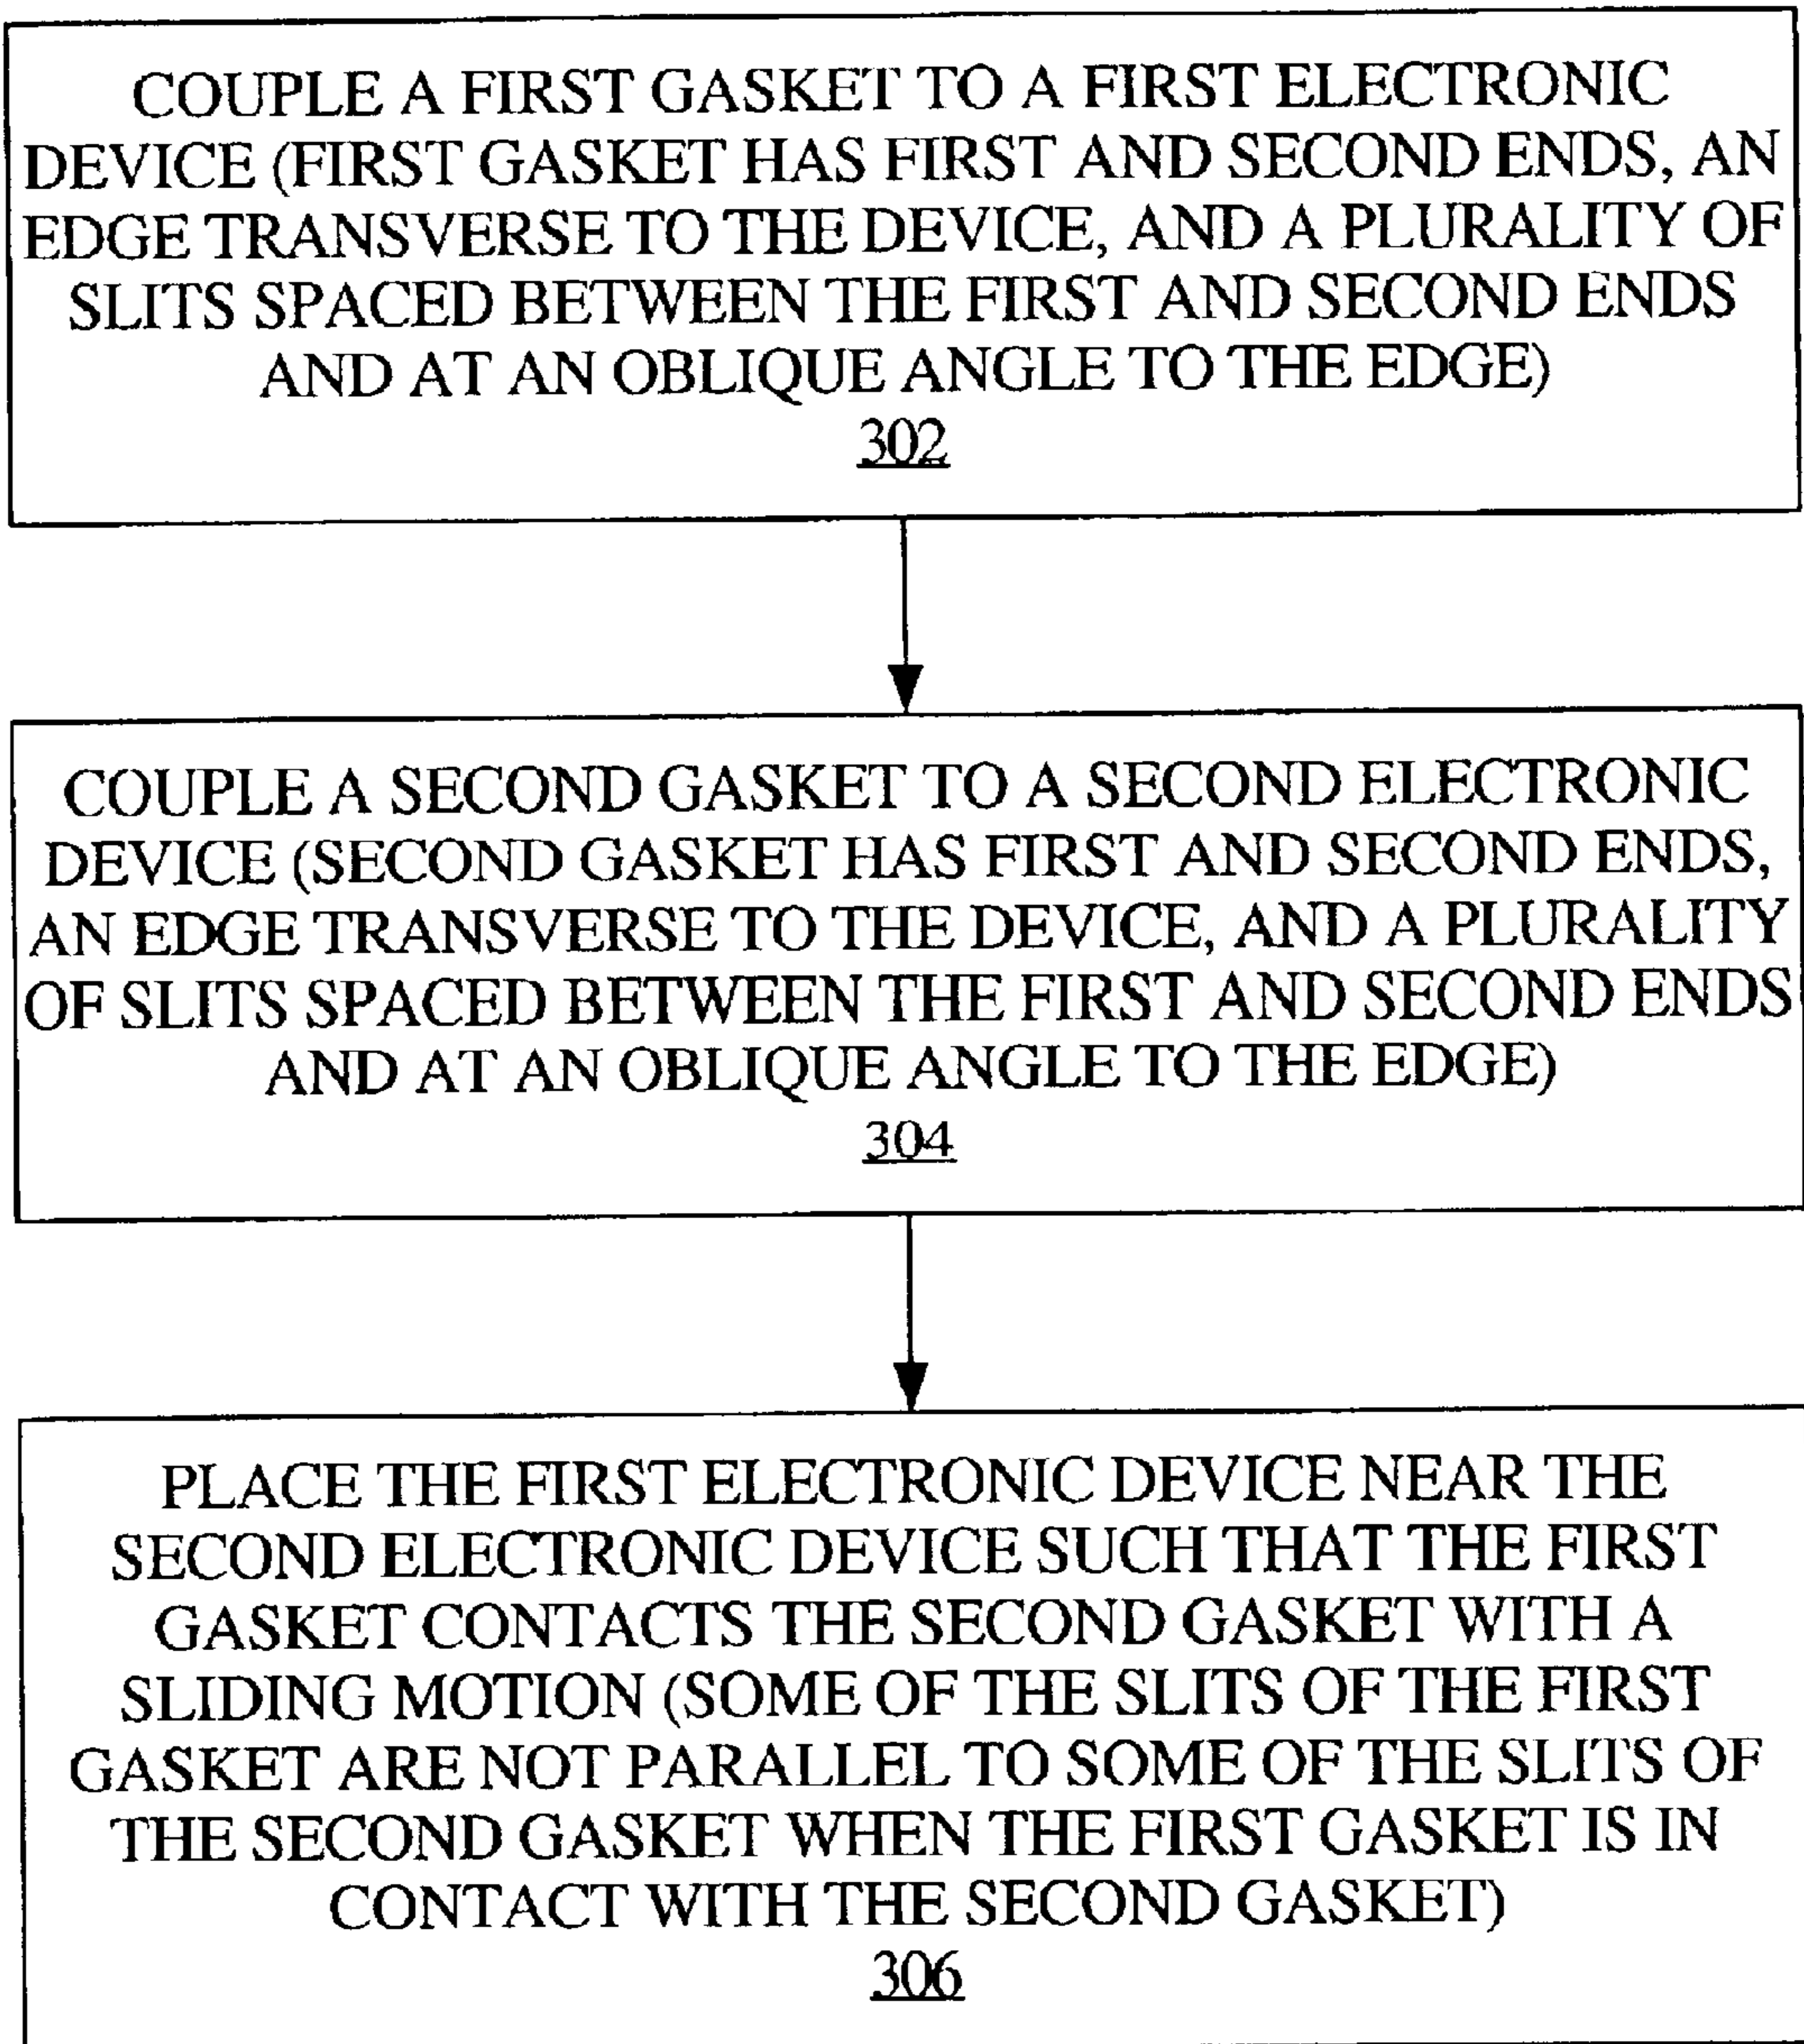 COUPLE A FIRST GASKET TO A FIRST ELECTRONIC
DEVICE (FIRST GASKET HAS FIRST AND SECOND ENDS, AN
EDGE TRANSVERSE TO THE DEVICE, AND A PLURALITY OF
SLITS SPACED BETWEEN THE FIRST AND SECOND ENDS
AND AT AN OBLIQUE ANGLE TO THE EDGE)
302
COUPLE A SECOND GASKET TO A SECOND ELECTRONIC
DEVICE (SECOND GASKET HAS FIRST AND SECOND ENDS,
AN EDGE TRANSVERSE TO THE DEVICE, AND A PLURALITY
OF SLITS SPACED BETWEEN THE FIRST AND SECOND ENDS
AND AT AN OBLIQUE ANGLE TO THE EDGE)
304
PLACE THE FIRST ELECTRONIC DEVICE NEAR THE
SECOND ELECTRONIC DEVICE SUCH THAT THE FIRST
GASKET CONTACTS THE SECOND GASKET WITH A
SLIDING MOTION (SOME OF THE SLITS OF THE FIRST
GASKET ARE NOT PARALLEL TO SOME OF THE SLITS OF
THE SECOND GASKET WHEN THE FIRST GASKET IS IN
CONTACT WITH THE SECOND GASKET)
306